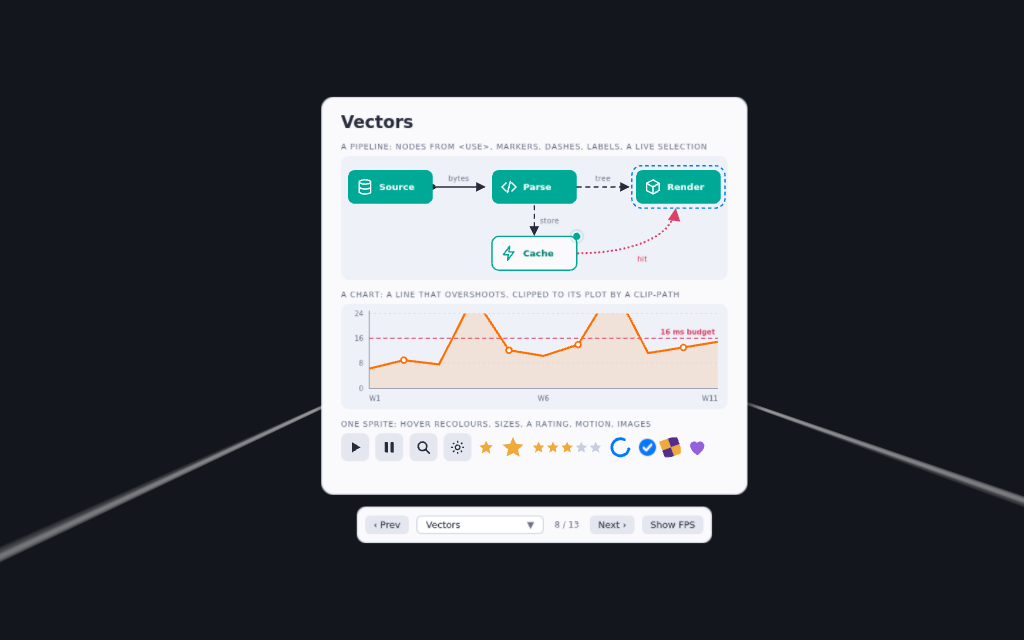 Vectors
A PIPELINE: NODES FROM <USE>, MARKERS, DASHES, LABELS, A LIVE SELECTION
Source
bytes
Parse
tree
Render
store
Cache
hit
A CHART: A LINE THAT OVERSHOOTS, CLIPPED TO ITS PLOT BY A CLIP-PATH
24
16 ms budget
16
8
0
W1
W6
W11
ONE SPRITE: HOVER RECOLOURS, SIZES, A RATING, MOTION, IMAGES
‹ Prev
Vectors
8 / 13
Next ›
Show FPS